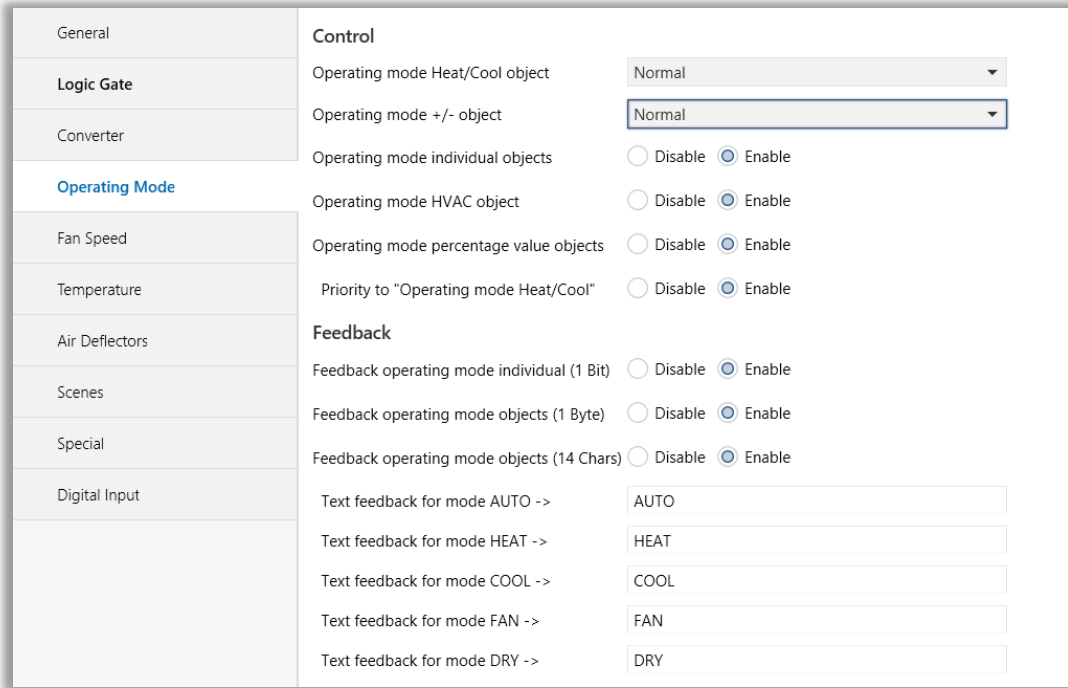 General
Logic Gate
Converter
Operating Mode
Fan Speed
Temperature
Air Deflectors
Scenes
Special
Digital Input
Control
Operating mode Heat/Cool object Normal
Operating mode +/- object Normal
Operating mode individual objects Disable Enable
Operating mode HVAC object Disable Enable
Operating mode percentage value objects Disable Enable
Priority to "Operating mode Heat/Cool" Disable Enable
Feedback
Feedback operating mode individual (1 Bit) Disable Enable
Feedback operating mode objects (1 Byte) Disable Enable
Feedback operating mode objects (14 Chars) Disable Enable
Text feedback for mode AUTO -> AUTO
Text feedback for mode HEAT -> HEAT
Text feedback for mode COOL -> COOL
Text feedback for mode FAN -> FAN
Text feedback for mode DRY -> DRY